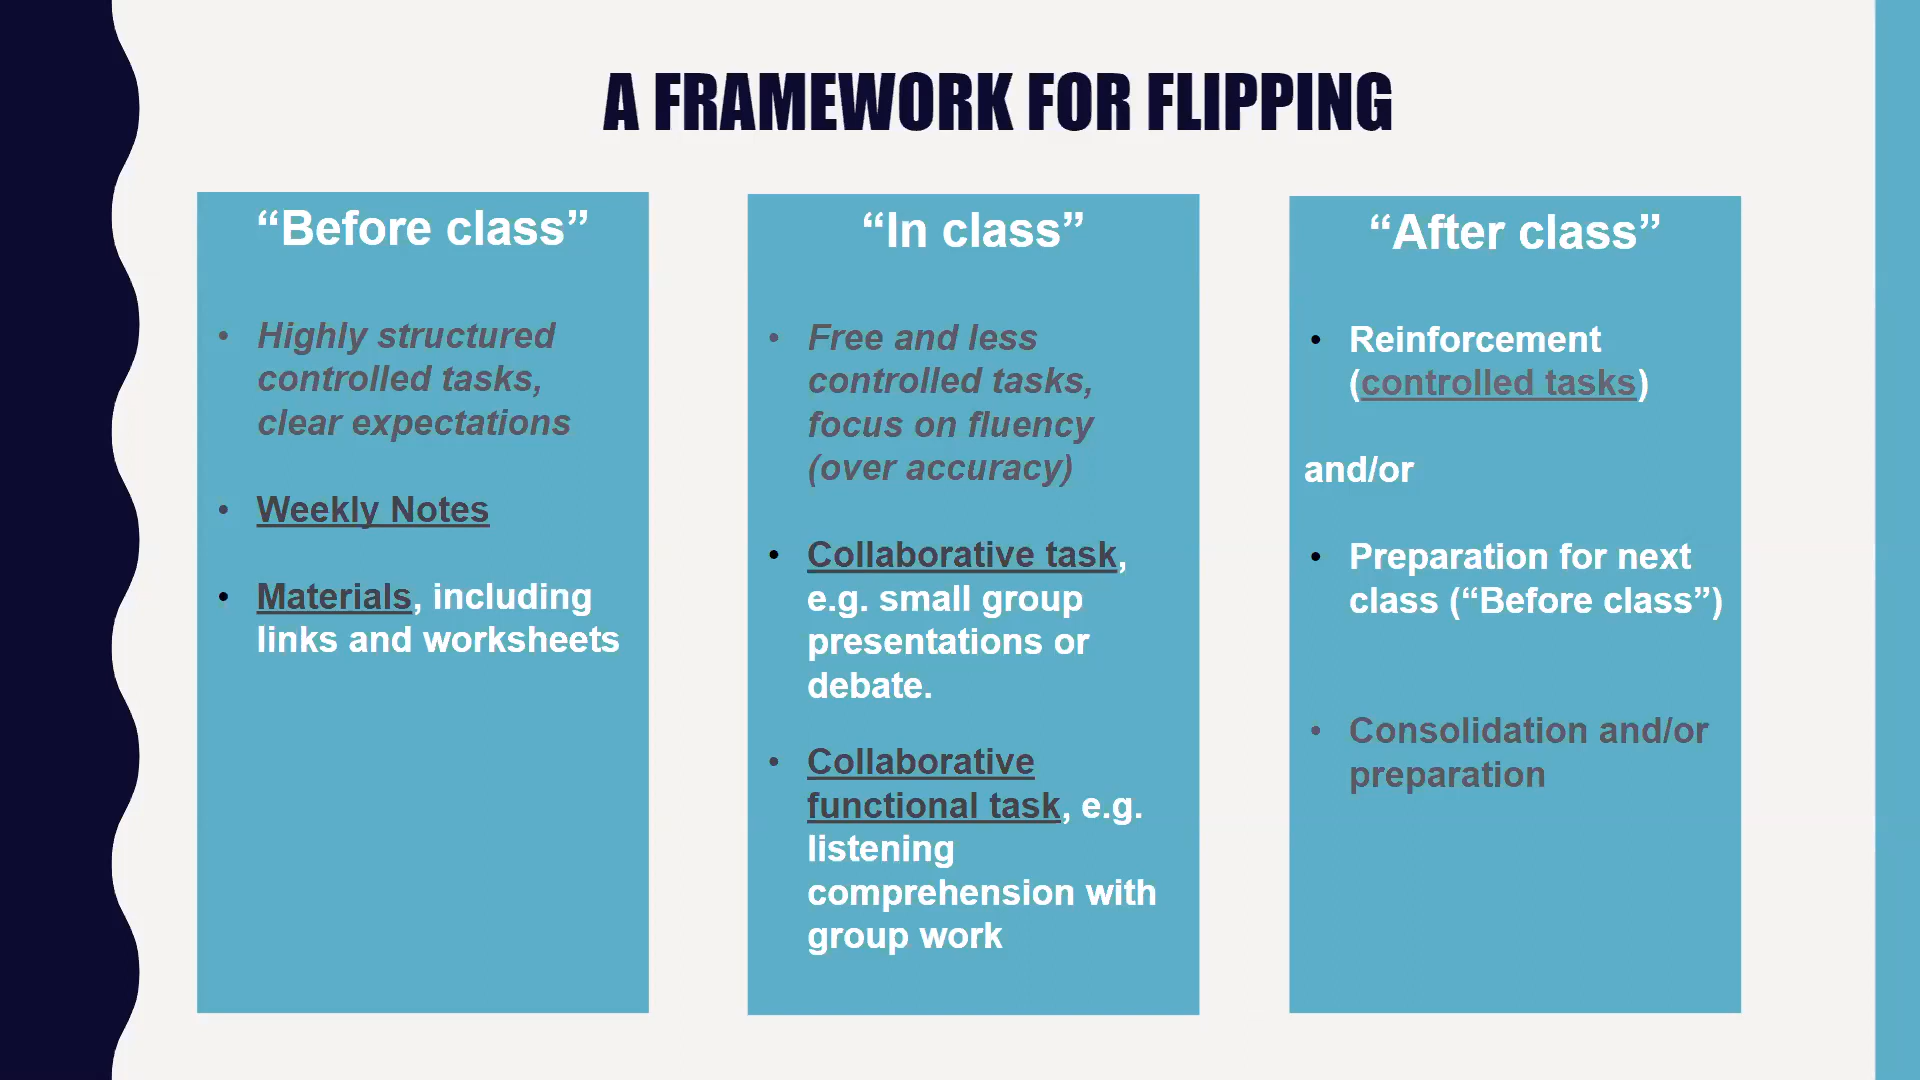 A FRAMEWORK FOR FLIPPING
“Before class”
• Highly structured
controlled tasks,
clear expectations
• Weekly Notes
• Materials, including
links and worksheets
“In class”
• Free and less
controlled tasks,
focus on fluency
(over accuracy)
• Collaborative task,
e.g. small group
presentations or
debate.
• Collaborative
functional task, e.g.
listening
comprehension with
group work
“After class”
• Reinforcement
(controlled tasks)
and/or
• Preparation for next
class (“Before class”)
• Consolidation and/or
preparation